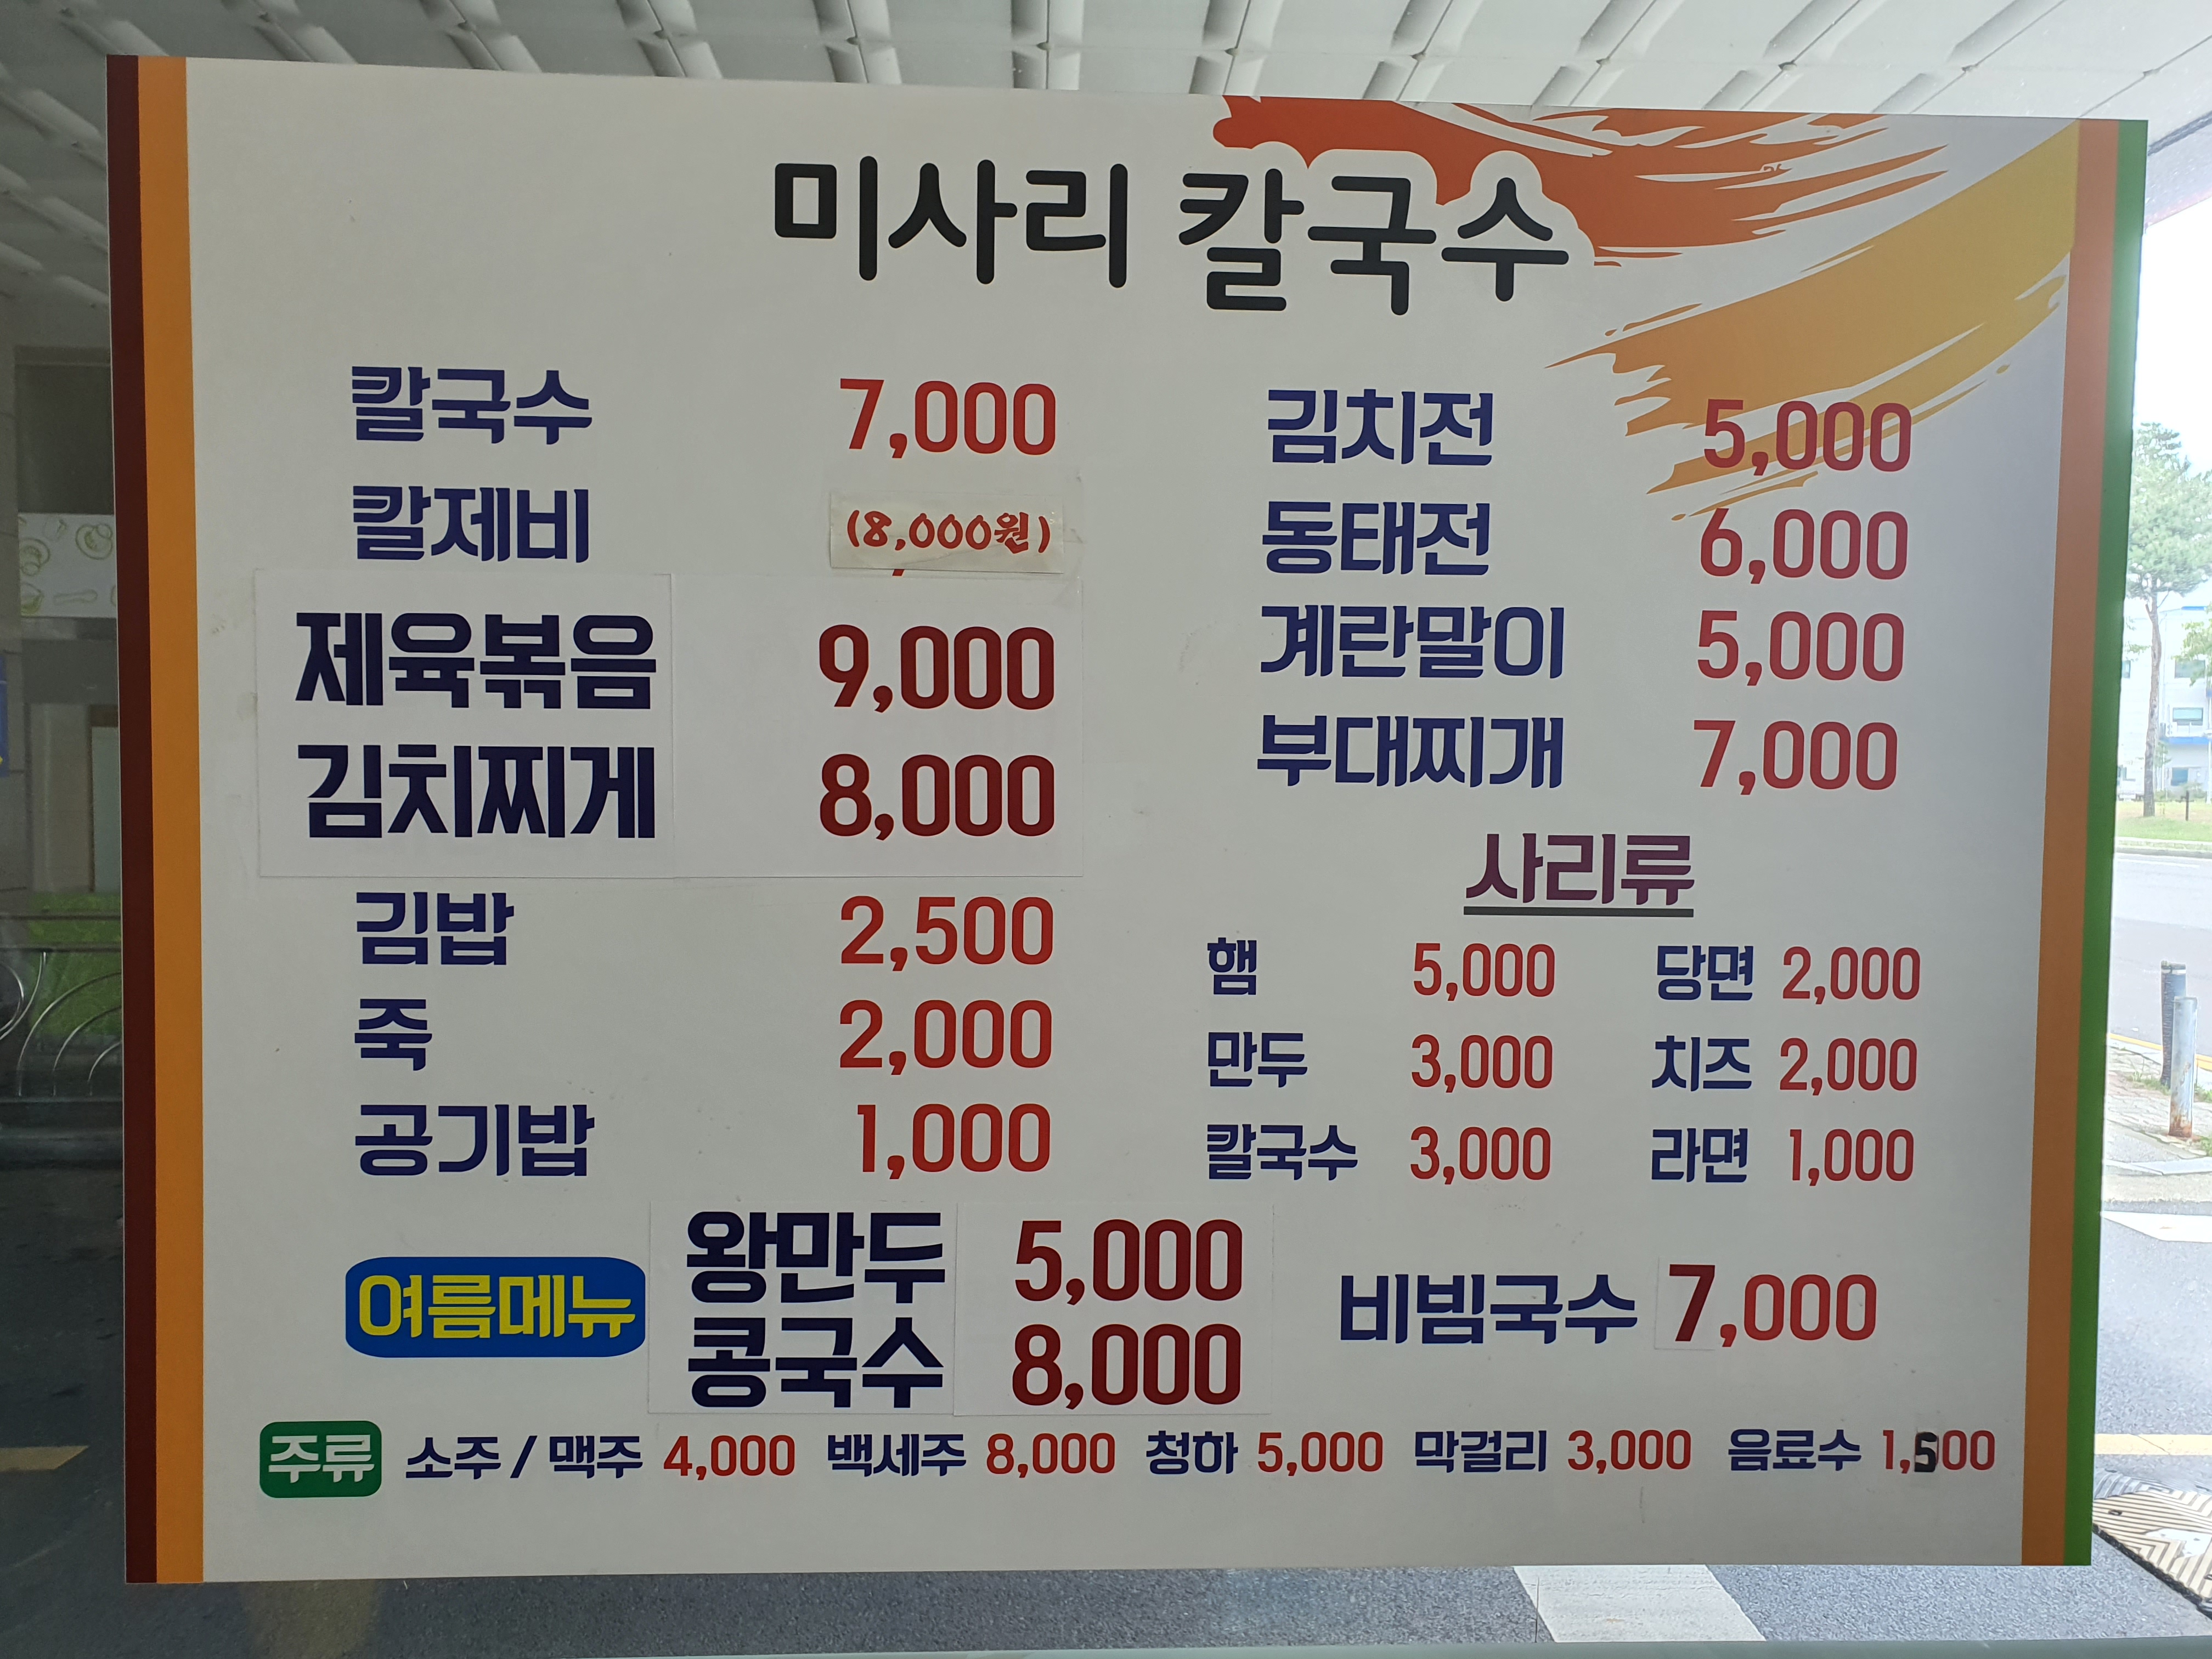 미사리 칼국수
칼국수 7,000
칼제비 (8,000원)
제육볶음 9,000
김치찌게 8,000
김밥 2,500
죽 2,000
공기밥 1,000
김치전 5,000
동태전 6,000
계란말이 5,000
부대찌개 7,000
사리류
햄 5,000 당면 2,000
만두 3,000 치즈 2,000
칼국수 3,000 라면 1,000
여름메뉴
왕만두 5,000
콩국수 8,000
비빔국수 7,000
주류 소주 / 맥주 4,000 백세주 8,000 청하 5,000 막걸리 3,000 음료수 1,500